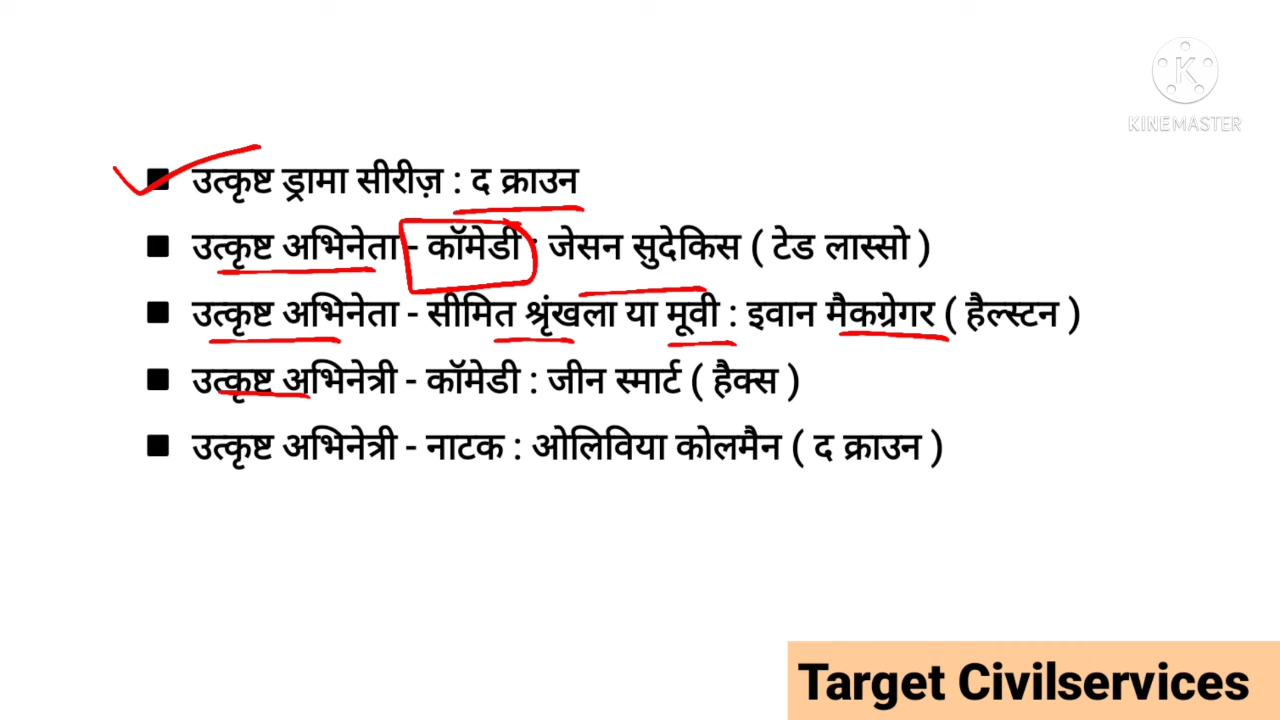 KINEMASTER
■ उत्कृष्ट ड्रामा सीरीज़ : द क्राउन
■ उत्कृष्ट अभिनेता - कॉमेडी : जेसन सुदेकिस ( टेड लास्सो )
■ उत्कृष्ट अभिनेता - सीमित श्रृंखला या मूवी : इवान मैकग्रेगर ( हैल्स्टन )
■ उत्कृष्ट अभिनेत्री - कॉमेडी : जीन स्मार्ट ( हैक्स )
■ उत्कृष्ट अभिनेत्री - नाटक : ओलिविया कोलमैन ( द क्राउन )
Target Civilservices